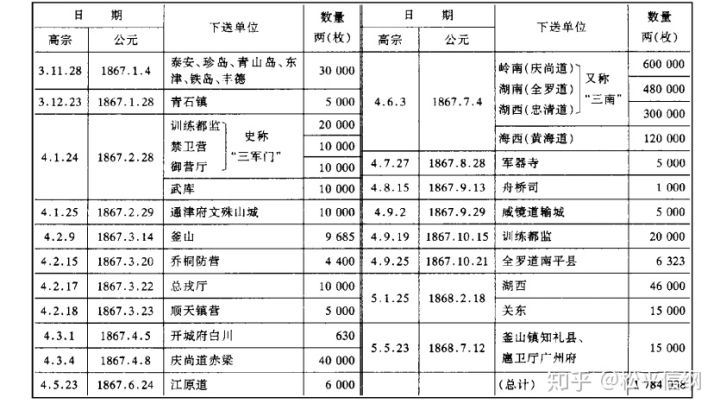 日 期 下送单位 数量 两(枚)
高宗 公元
3.11.28 1867.1.4 泰安、珍岛、青山岛、东津、铁岛、丰德 30 000
3.12.23 1867.1.28 青石镇 5 000
4.1.24 1867.2.28 训练都监 史称“三军门” 20 000
禁卫营 10 000
御营厅 10 000
武库 10 000
4.1.25 1867.2.29 通津府文殊山城 10 000
4.2.9 1867.3.14 釜山 9 685
4.2.15 1867.3.20 乔桐防营 4 400
4.2.17 1867.3.22 总戎厅 10 000
4.2.18 1867.3.23 顺天镇营 5 000
4.3.1 1867.4.5 开城府白川 630
4.3.4 1867.4.8 庆尚道赤梁 40 000
4.5.23 1867.6.24 江原道 6 000
日 期 下送单位 数量 两(枚)
高宗 公元
4.6.3 1867.7.4 岭南(庆尚道) 又称“三南” 600 000
湖南(全罗道) 480 000
湖西(忠清道) 300 000
海西(黄海道) 120 000
4.7.27 1867.8.28 军器寺 5 000
4.8.15 1867.9.13 舟桥司 1 000
4.9.2 1867.9.29 咸镜道输城 5 000
4.9.19 1867.10.15 训练都监 20 000
4.9.25 1867.10.21 全罗道南平县 6 323
5.1.25 1868.2.18 湖西 46 000
关东 15 000
5.5.23 1868.7.12 釜山镇知礼县、扈卫厅广州府 15 000
(总计) 1 784 038
知乎 @松平信纲